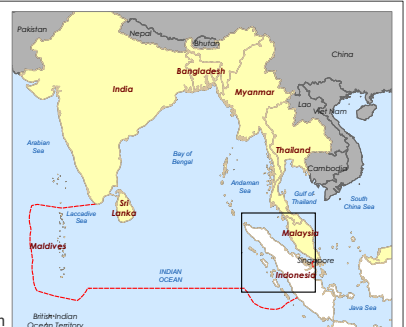 Pakistan
Nepal
Bhutan
China
Bangladesh
India
Myanmar
Lao
Viet Nam
Arabian
Sea
Bay of
Bengal
Thailand
Cambodia
Andaman
Sea
Gulf of
Thailand
South
China Sea
Sri
Lanka
Laccadive
Sea
Maldives
Malaysia
Singapore
INDIAN
OCEAN
Indonesia
Java Sea
British Indian
Ocean Territory